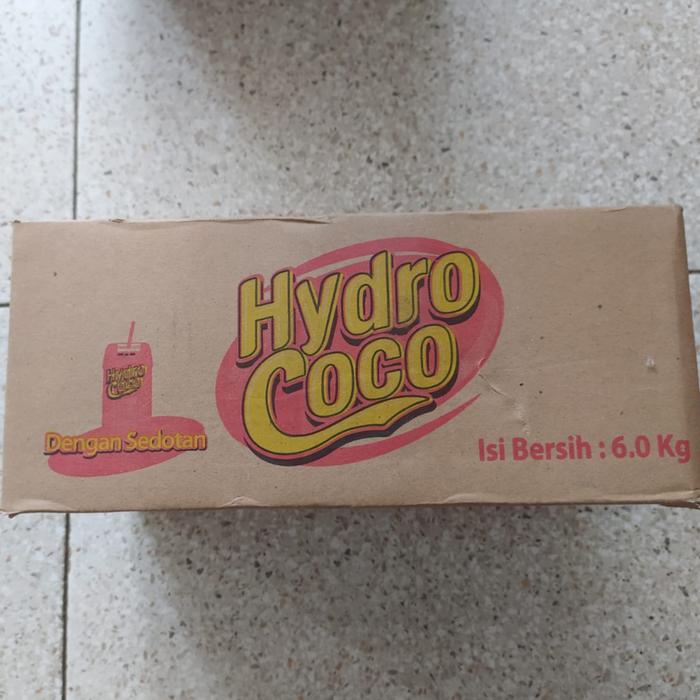 Hydro
Coco
Hydro
Coco
Dengan Sedotan
Isi Bersih : 6.0 Kg